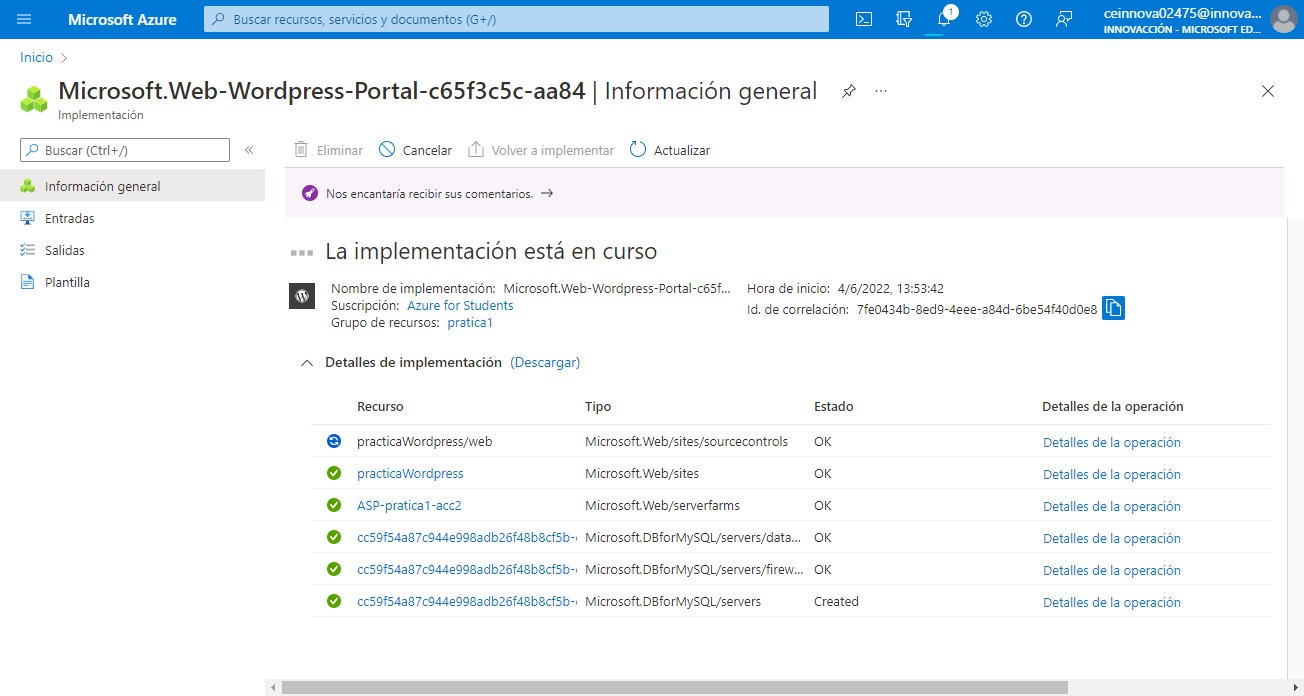 Microsoft Azure
Buscar recursos, servicios y documentos (G+/)
1
ceinnova02475@innova...
INNOVACCIÓN - MICROSOFT ED...
Inicio
Microsoft.Web-Wordpress-Portal-c65f3c5c-aa84 | Información general
Implementación
Buscar (Ctrl+/)
Eliminar Cancelar Volver a implementar Actualizar
Información general
Entradas
Salidas
Plantilla
Nos encantaría recibir sus comentarios.
La implementación está en curso
Nombre de implementación: Microsoft.Web-Wordpress-Portal-c65f...
Suscripción: Azure for Students
Grupo de recursos: pratica1
Hora de inicio: 4/6/2022, 13:53:42
Id. de correlación: 7fe0434b-8ed9-4eee-a84d-6be54f40d0e8
Detalles de implementación (Descargar)
Recurso Tipo Estado Detalles de la operación
practicaWordpress/web Microsoft.Web/sites/sourcecontrols OK Detalles de la operación
practicaWordpress Microsoft.Web/sites OK Detalles de la operación
ASP-pratica1-acc2 Microsoft.Web/serverfarms OK Detalles de la operación
cc59f54a87c944e998adb26f48b8cf5b- Microsoft.DBforMySQL/servers/data... OK Detalles de la operación
cc59f54a87c944e998adb26f48b8cf5b- Microsoft.DBforMySQL/servers/firew... OK Detalles de la operación
cc59f54a87c944e998adb26f48b8cf5b- Microsoft.DBforMySQL/servers Created Detalles de la operación